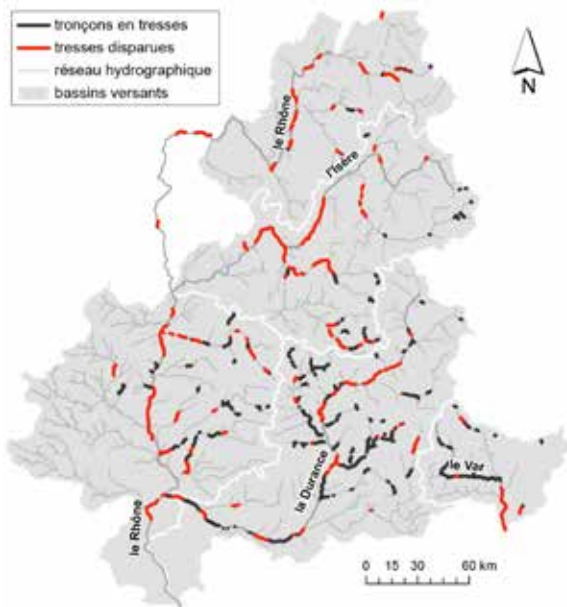 tronçons en tresses
tresses disparues
réseau hydrographique
bassins versants
N
le Rhône
l'Isère
la Durance
le Var
le Rhône
0 15 30 60 km